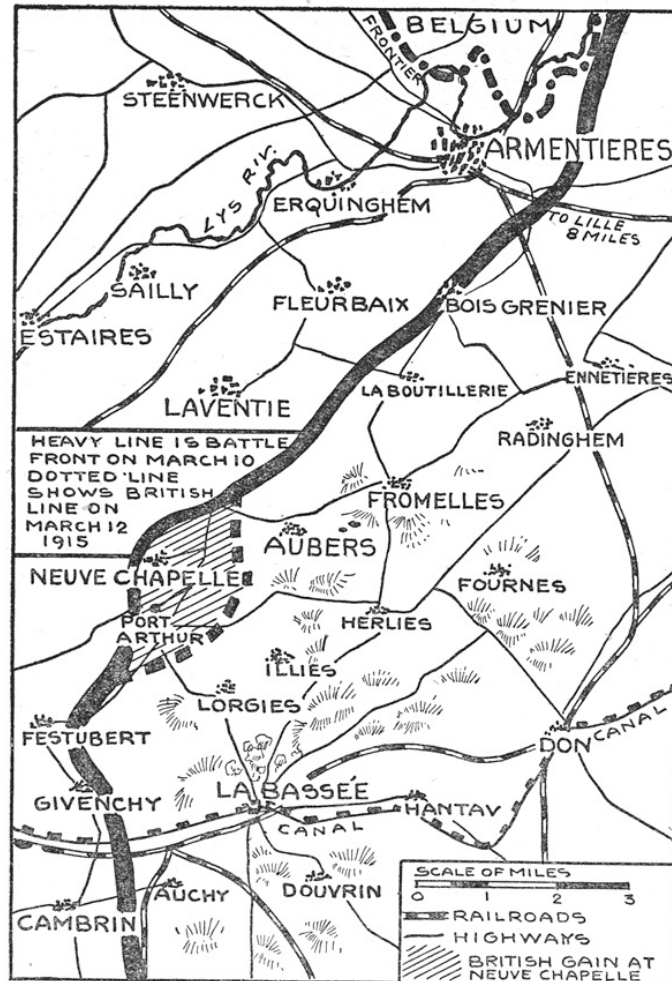 BELGIUM
FRONTIER
STEENWERCK
ARMENTIERES
LYS RIV.
ERQUINGHEM
TO LILLE
8 MILES
SAILLY
FLEURBAIX
BOIS GRENIER
ESTAIRES
LA BOUTILLERIE
ENNETIERES
LAVENTIE
RADINGHEM
HEAVY LINE IS BATTLE
FRONT ON MARCH 10
DOTTED LINE
SHOWS BRITISH
LINE ON
MARCH 12
1915
FROMELLES
AUBERS
NEUVE CHAPELLE
FOURNES
PORT
ARTHUR
HERLIES
ILLIES
LORGIES
FESTUBERT
DON
CANAL
GIVENCHY
LA BASSÉE
HANTAV
CANAL
AUCHY
DOUVRIN
CAMBRIN
SCALE OF MILES
0 1 2 3
RAILROADS
HIGHWAYS
BRITISH GAIN AT
NEUVE CHAPELLE